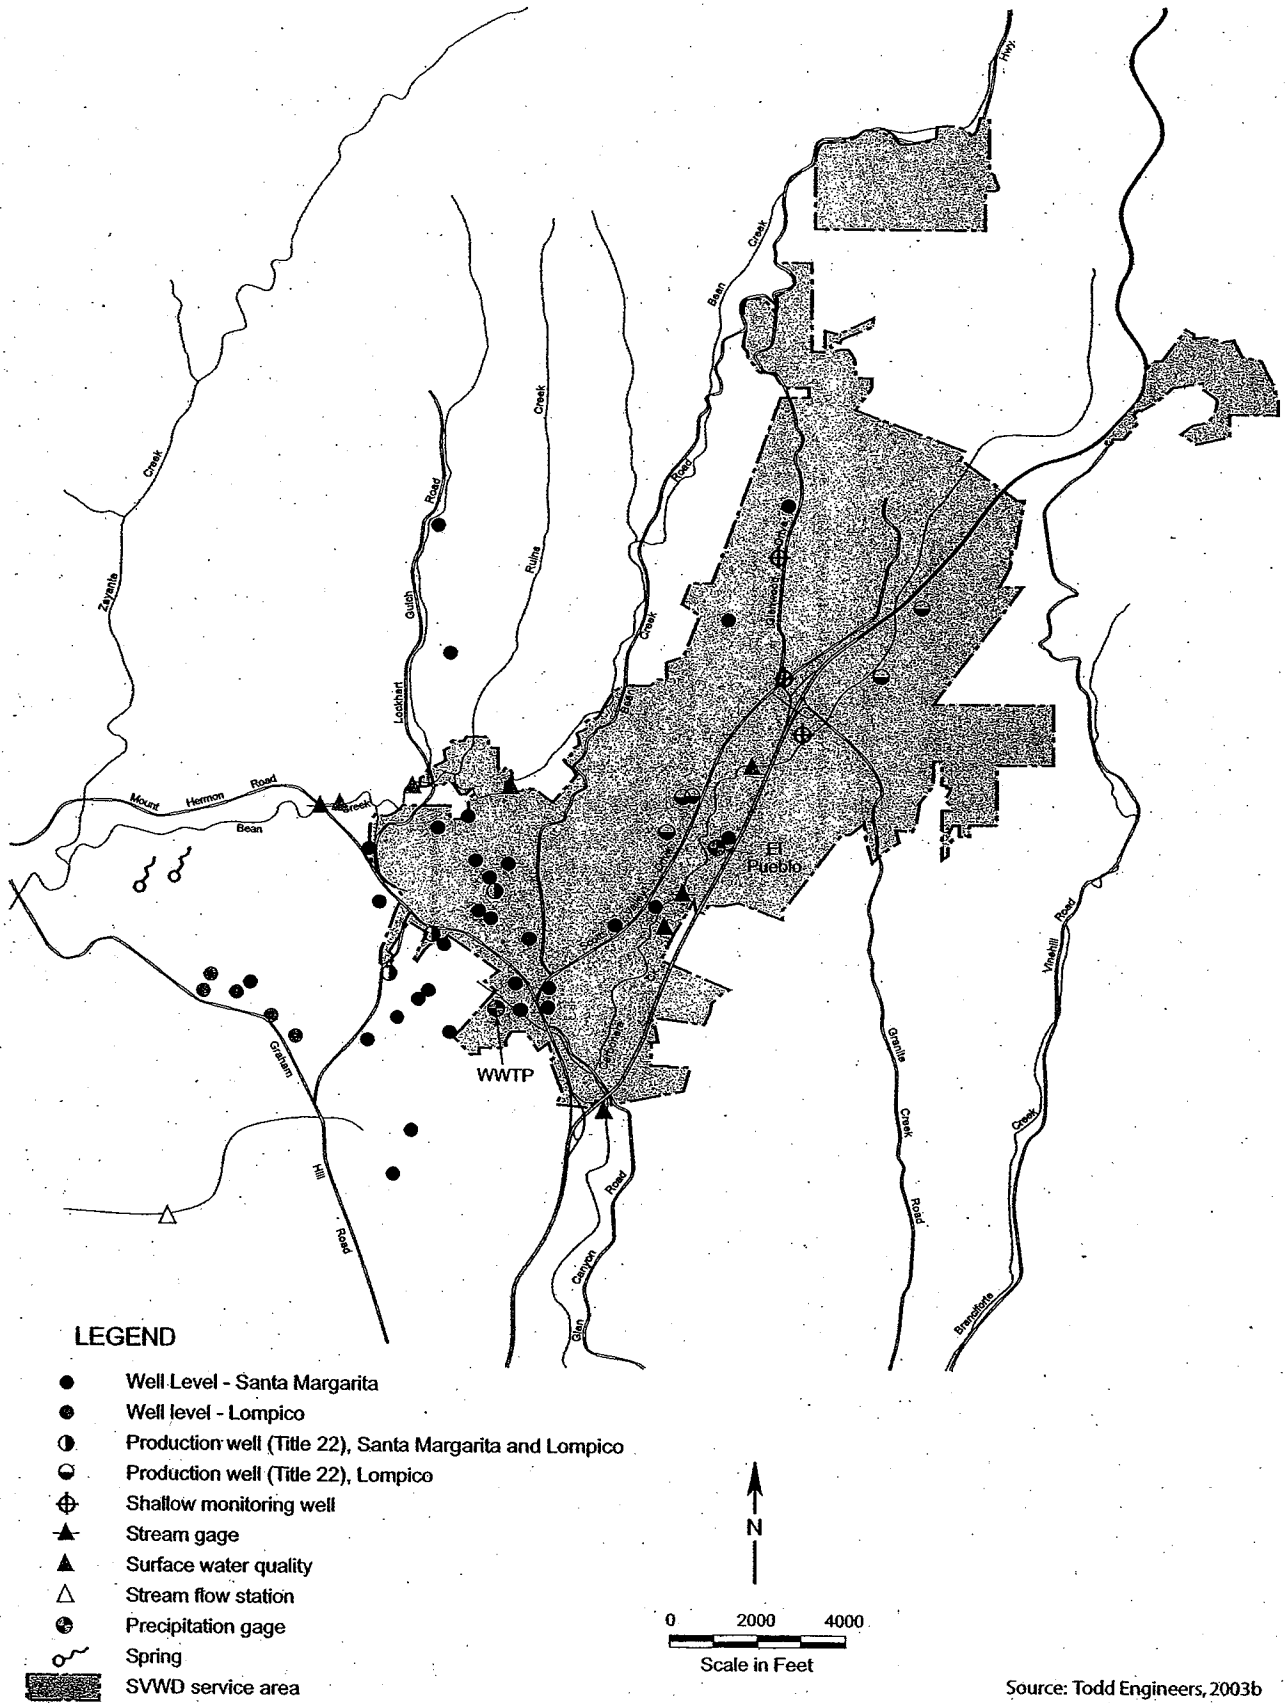 Hwy.
Creek
Bean
Creek
Creek
Road
Road
Ruins
Gulch
Zayante
Glenwood Drive
Creek
Lockhart
Bean
Mount Hermon Road
Creek
Bean
El
Pueblo
Road
Vinehill
WWTP
Graham
Granite
Creek
Creek
Hill
Road
Road
Road
Canyon
Glen
Branciforte
LEGEND
Well Level - Santa Margarita
Well level - Lompico
Production well (Title 22), Santa Margarita and Lompico
Production well (Title 22), Lompico
Shallow monitoring well
Stream gage
Surface water quality
Stream flow station
Precipitation gage
Spring
SVWD service area
N
0 2000 4000
Scale in Feet
Source: Todd Engineers, 2003b